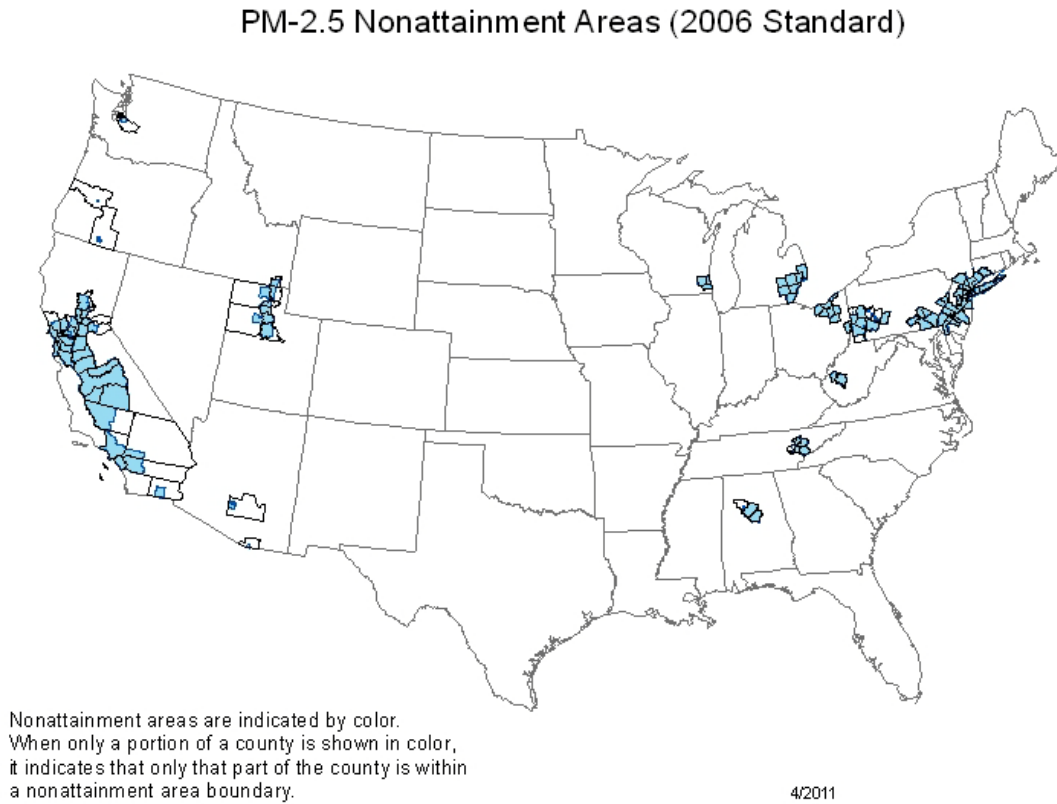 PM-2.5 Nonattainment Areas (2006 Standard)
Nonattainment areas are indicated by color.
When only a portion of a county is shown in color,
it indicates that only that part of the county is within
a nonattainment area boundary.
4/2011